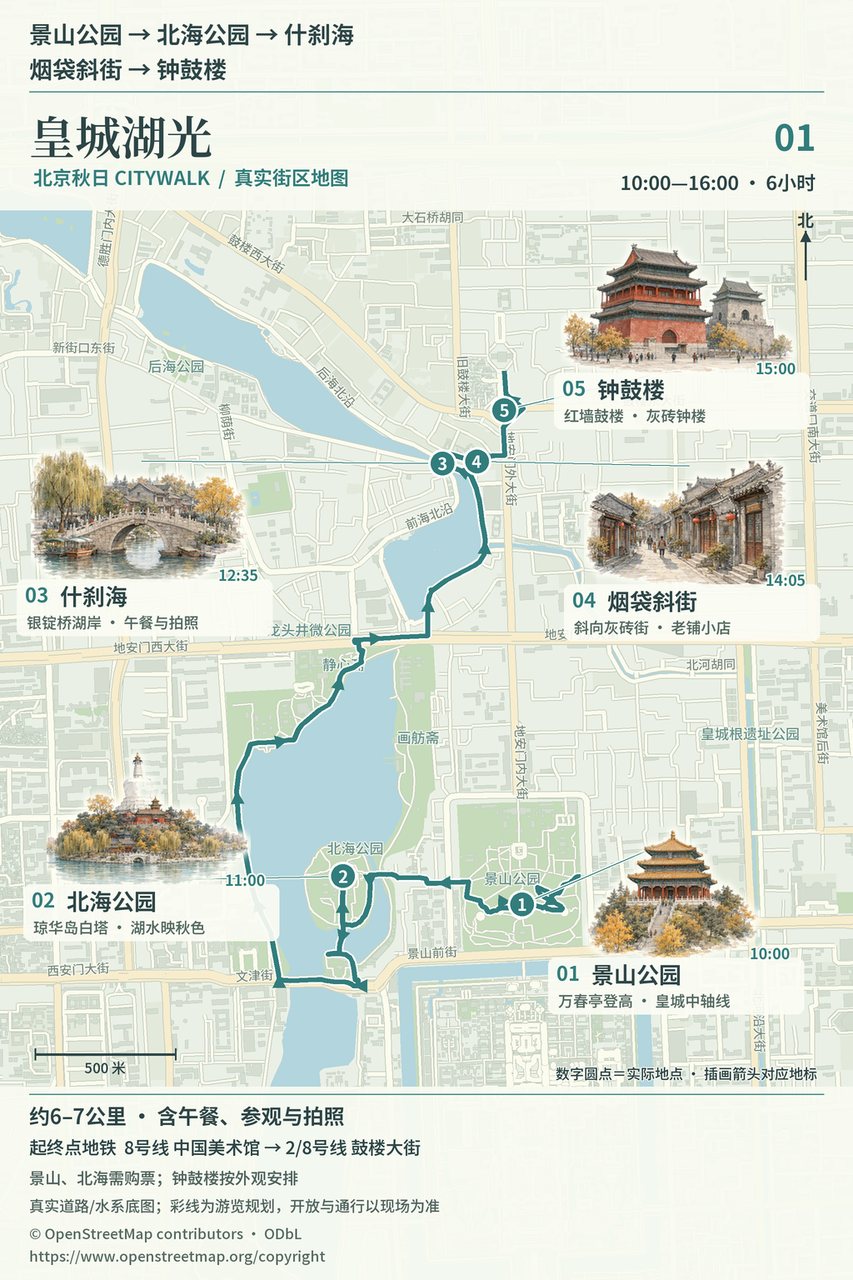 景山公园 → 北海公园 → 什刹海
烟袋斜街 → 钟鼓楼
皇城湖光
01
北京秋日 CITYWALK / 真实街区地图
10:00—16:00 · 6小时
北
大石桥胡同
德胜门内大
鼓楼西大街
新街口东街
后海公园
后海北沿
柳荫街
旧鼓楼大街
15:00
05 钟鼓楼
红墙鼓楼 · 灰砖钟楼
5
3
4
地安门外大街
交道口南大街
前海北沿
12:35
03 什刹海
银锭桥湖岸 · 午餐与拍照
14:05
04 烟袋斜街
斜向灰砖街 · 老铺小店
龙头井微公园
地安
地安门西大街
静心
北河胡同
画舫斋
地安门内大街
皇城根遗址公园
美术馆后街
北海公园
2
11:00
02 北海公园
琼华岛白塔 · 湖水映秋色
景山公园
1
10:00
01 景山公园
万春亭登高 · 皇城中轴线
景山前街
西安门大街
文津街
沿大街
500 米
数字圆点=实际地点 · 插画箭头对应地标
约6–7公里 · 含午餐、参观与拍照
起终点地铁 8号线 中国美术馆 → 2/8号线 鼓楼大街
景山、北海需购票；钟鼓楼按外观安排
真实道路/水系底图；彩线为游览规划，开放与通行以现场为准
© OpenStreetMap contributors · ODbL
https://www.openstreetmap.org/copyright